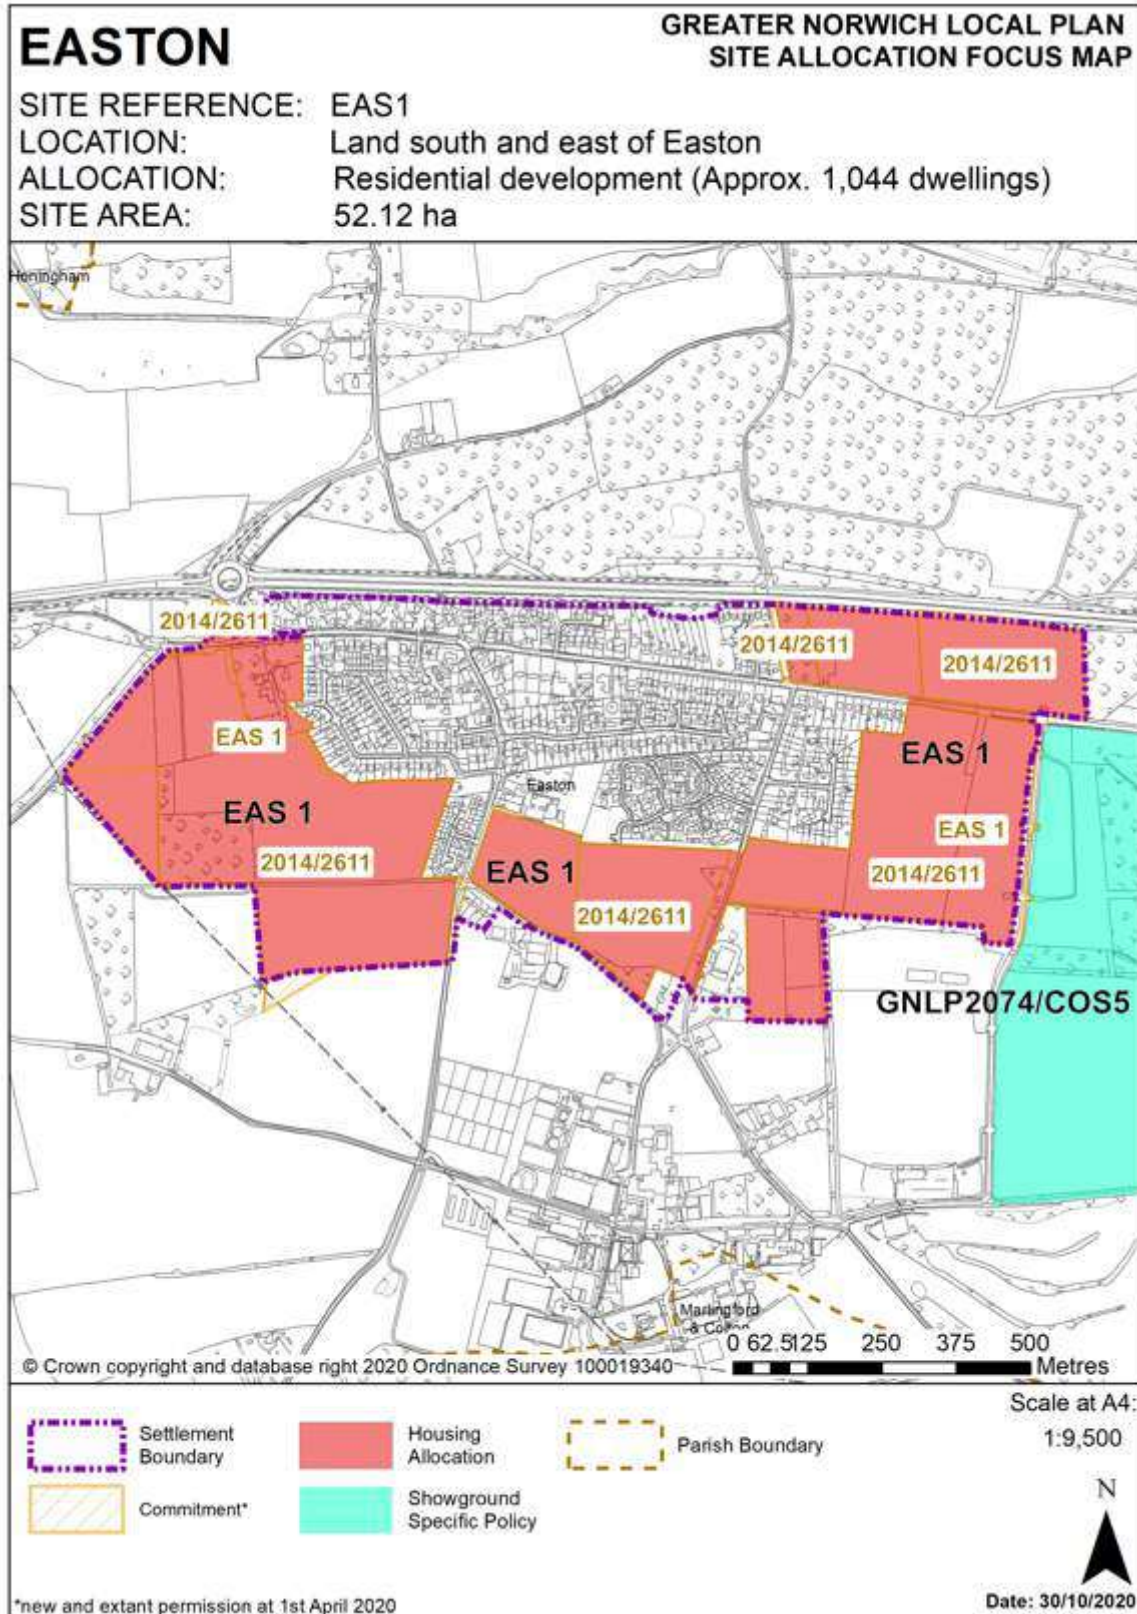 EASTON
GREATER NORWICH LOCAL PLAN
SITE ALLOCATION FOCUS MAP
SITE REFERENCE: EAS1
LOCATION: Land south and east of Easton
ALLOCATION: Residential development (Approx. 1,044 dwellings)
SITE AREA: 52.12 ha
Honingham
2014/2611
2014/2611
2014/2611
EAS 1
EAS 1
Easton
EAS 1
EAS 1
2014/2611
EAS 1
2014/2611
2014/2611
GNLP2074/COS5
Marlingford
& Colton
0 62.5125 250 375 500
Metres
© Crown copyright and database right 2020 Ordnance Survey 100019340
Settlement
Boundary
Housing
Allocation
Parish Boundary
Commitment*
Showground
Specific Policy
Scale at A4:
1:9,500
N
*new and extant permission at 1st April 2020
Date: 30/10/2020